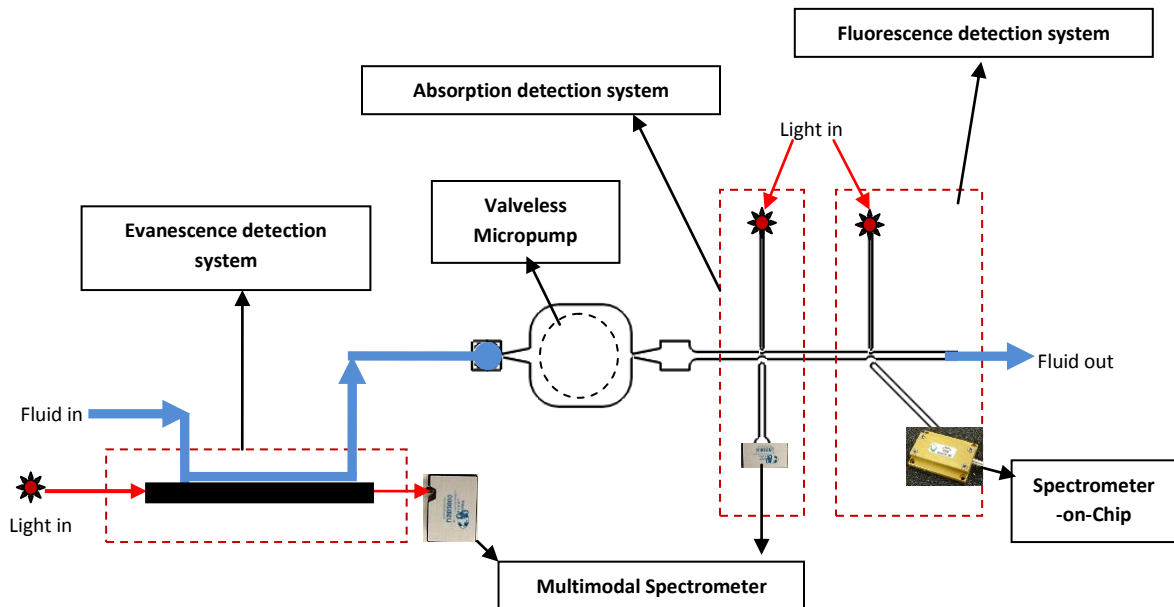 Fluorescence detection system
Absorption detection system
Light in
Valveless
Micropump
Evanescence detection
system
Fluid out
Fluid in
Light in
Spectrometer
-on-Chip
Multimodal Spectrometer